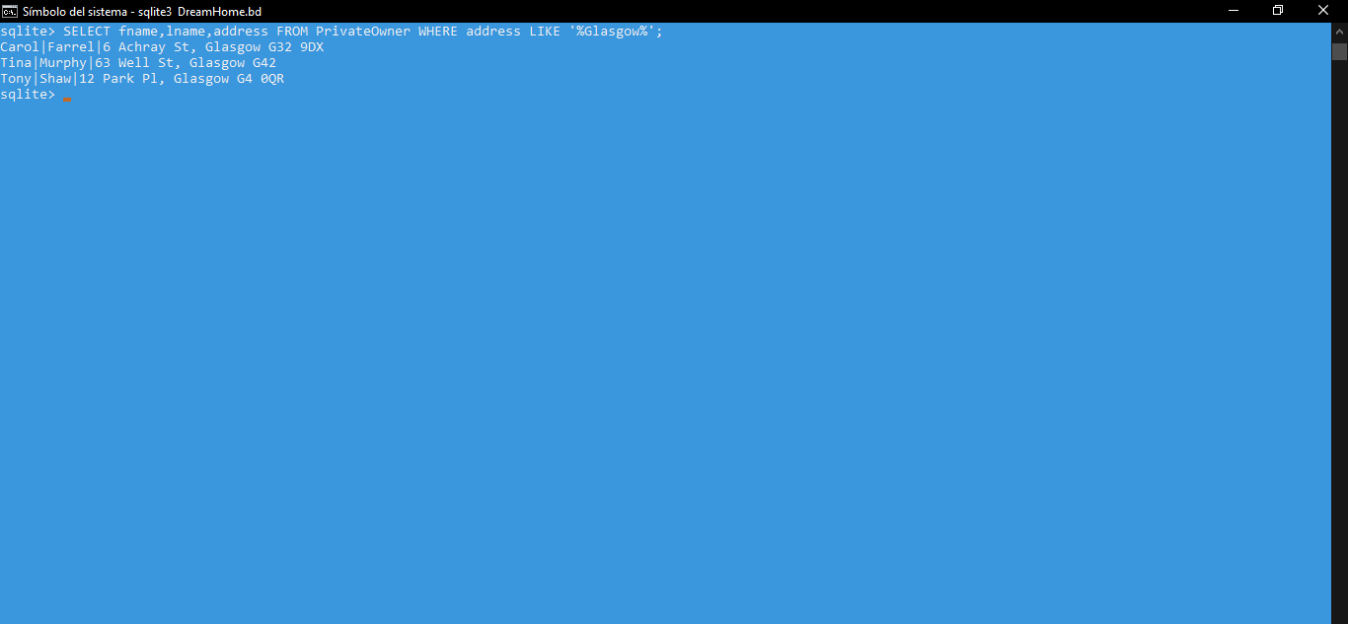 Símbolo del sistema - sqlite3 DreamHome.bd
sqlite> SELECT fname,lname,address FROM PrivateOwner WHERE address LIKE '%Glasgow%';
Carol|Farrel|6 Achray St, Glasgow G32 9DX
Tina|Murphy|63 Well St, Glasgow G42
Tony|Shaw|12 Park Pl, Glasgow G4 0QR
sqlite>